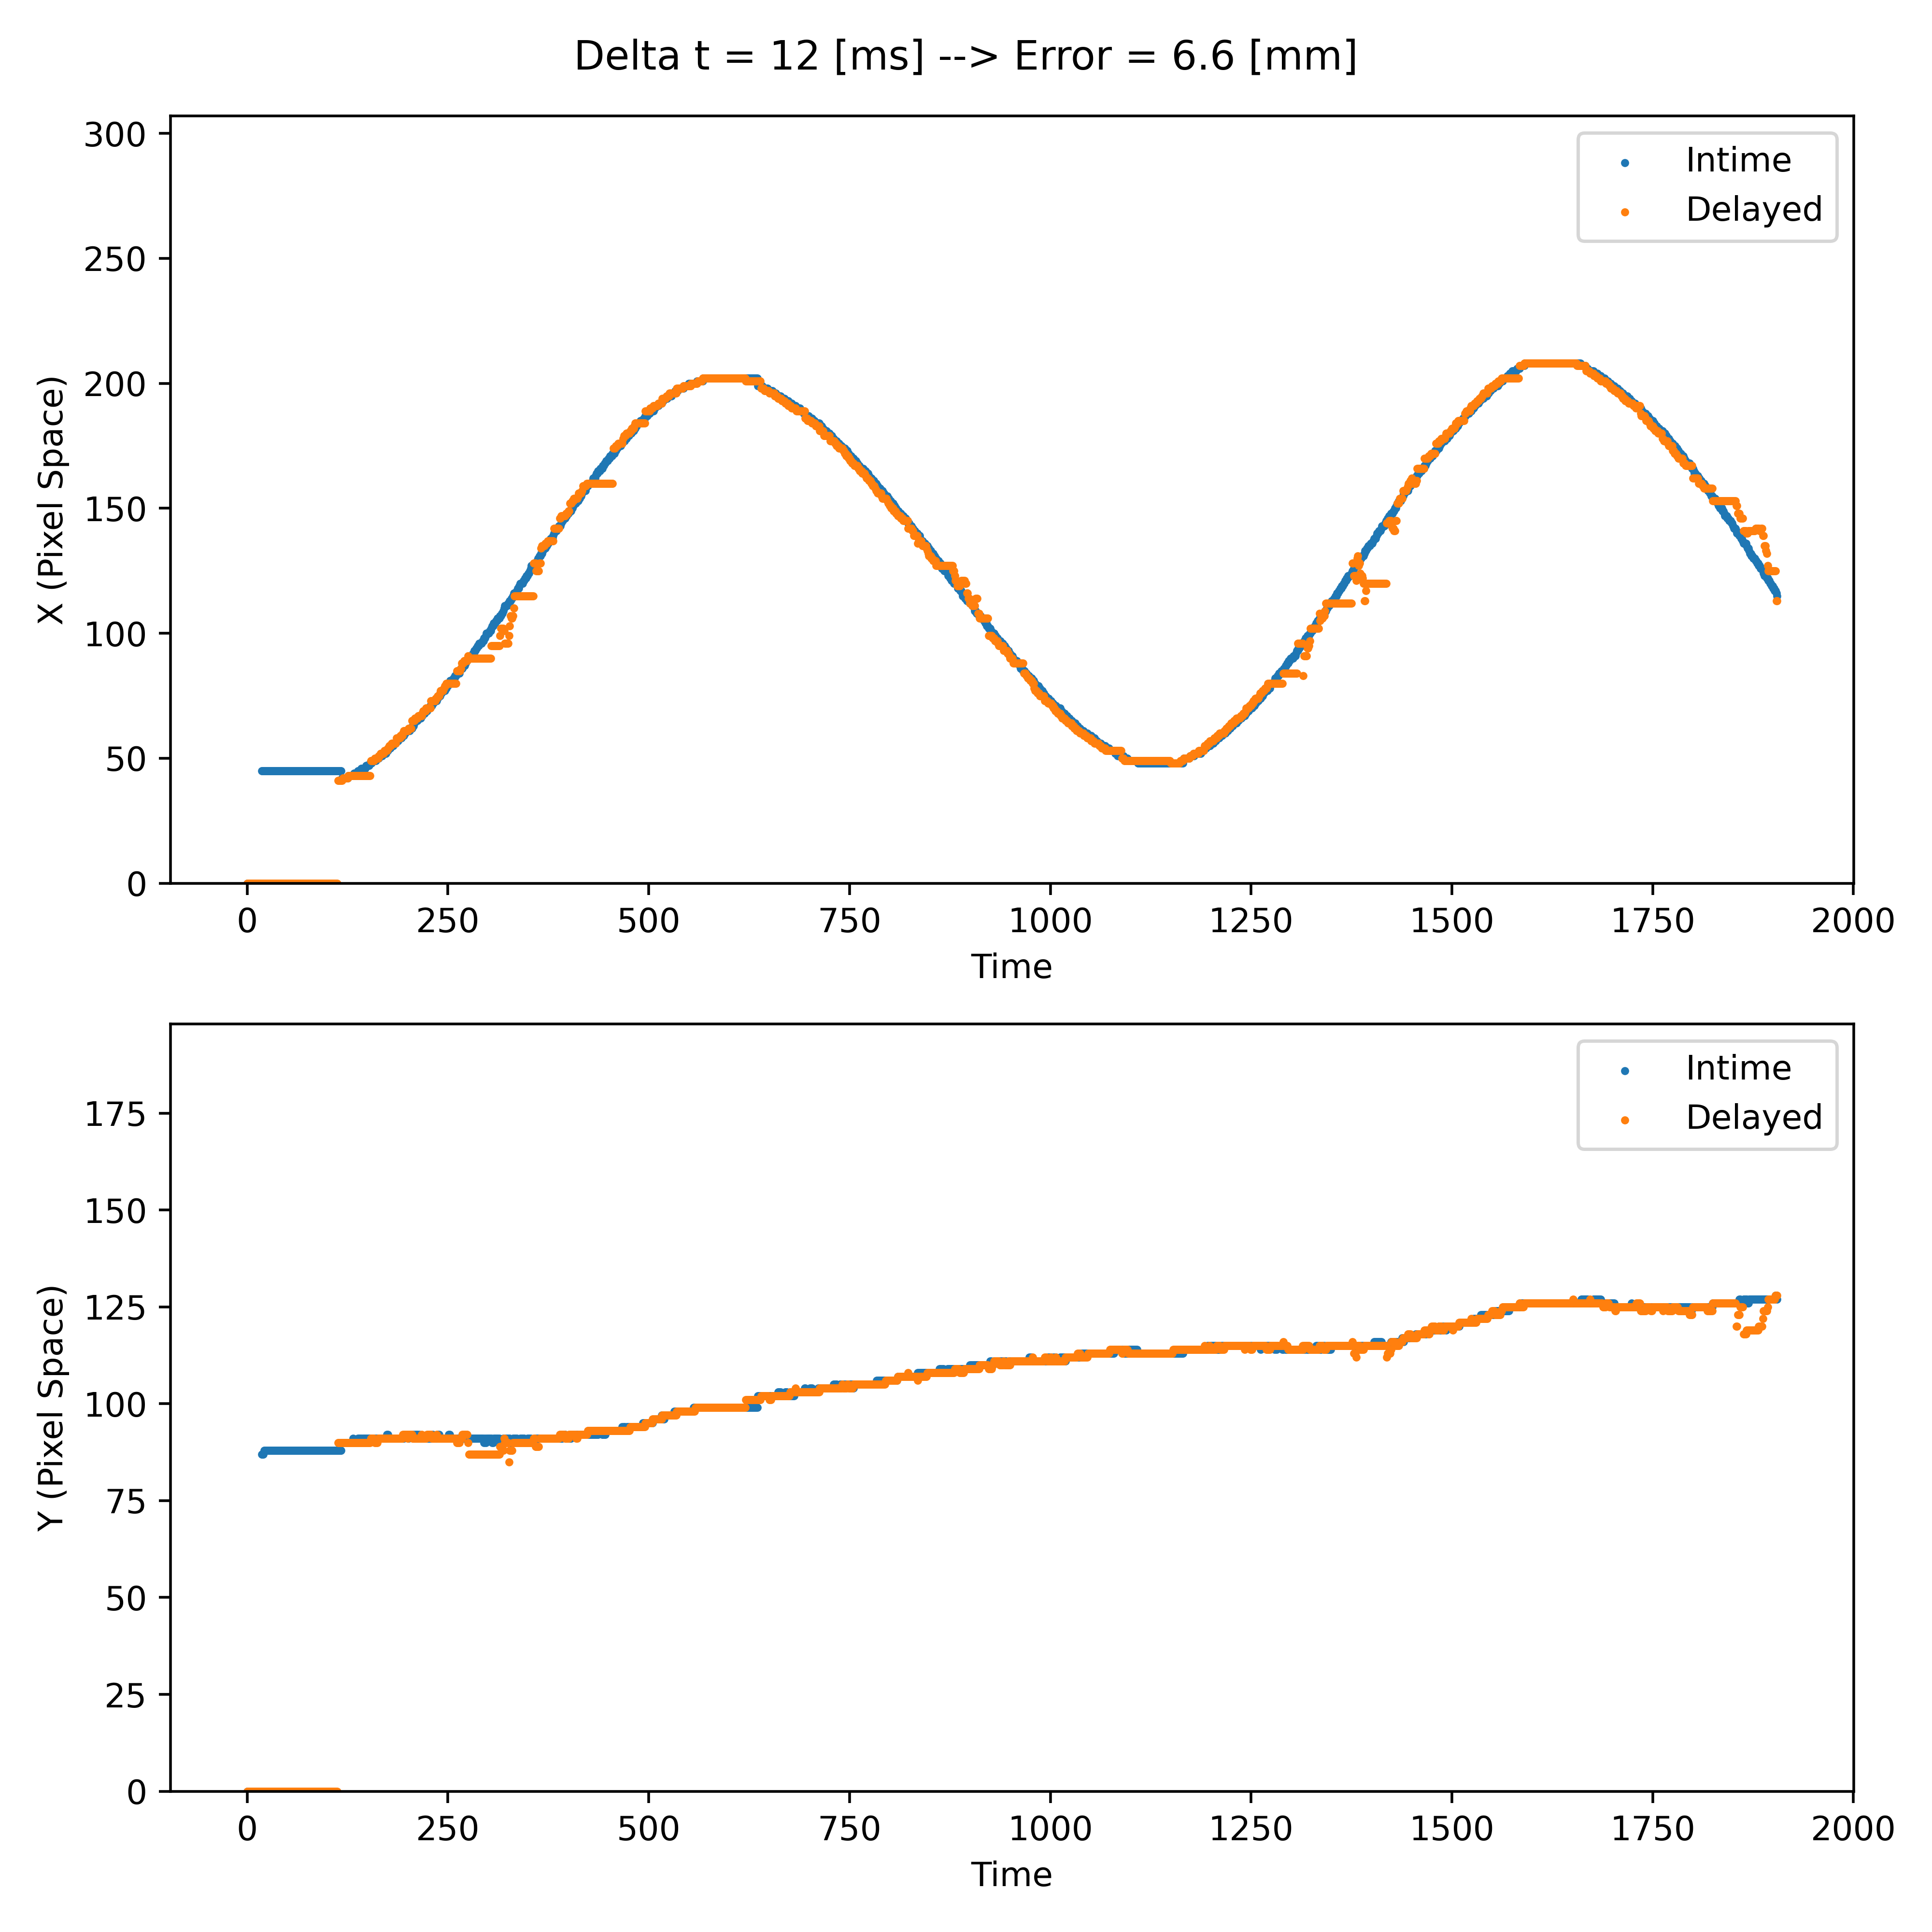 Delta t = 12 [ms] --> Error = 6.6 [mm]
300
250
200
150
100
50
0
X (Pixel Space)
Intime
Delayed
0 250 500 750 1000 1250 1500 1750 2000
Time
175
150
125
100
75
50
25
0
Y (Pixel Space)
Intime
Delayed
0 250 500 750 1000 1250 1500 1750 2000
Time